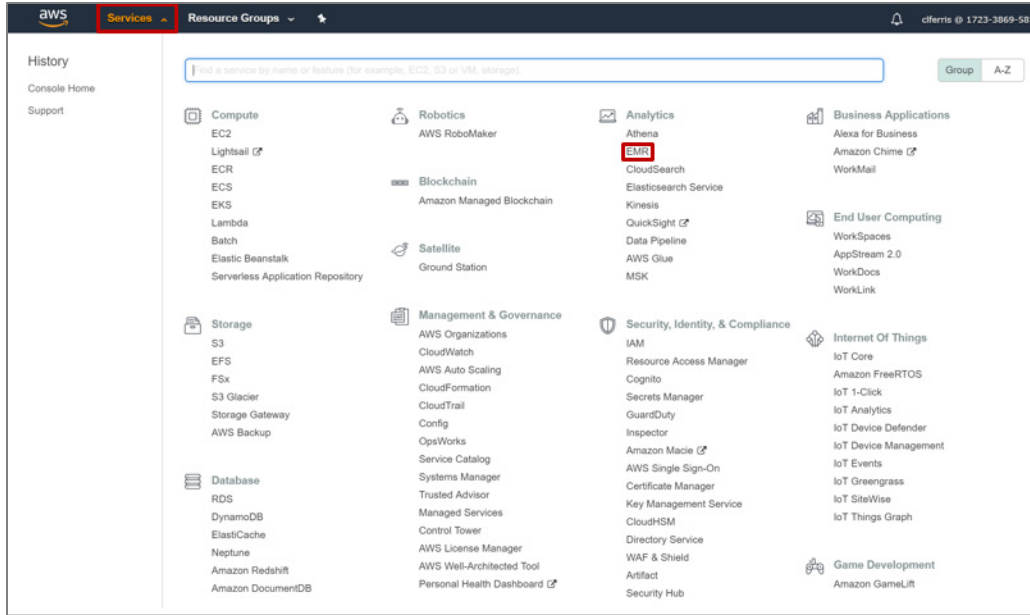 aws Services Resource Groups clferris @ 1723-3869-58
History
Console Home
Support
Find a service by name or feature (for example, EC2, S3 or VM, storage).
Group A-Z
Compute
EC2
Lightsail
ECR
ECS
EKS
Lambda
Batch
Elastic Beanstalk
Serverless Application Repository
Storage
S3
EFS
FSx
S3 Glacier
Storage Gateway
AWS Backup
Database
RDS
DynamoDB
ElastiCache
Neptune
Amazon Redshift
Amazon DocumentDB
Robotics
AWS RoboMaker
Blockchain
Amazon Managed Blockchain
Satellite
Ground Station
Management & Governance
AWS Organizations
CloudWatch
AWS Auto Scaling
CloudFormation
CloudTrail
Config
OpsWorks
Service Catalog
Systems Manager
Trusted Advisor
Managed Services
Control Tower
AWS License Manager
AWS Well-Architected Tool
Personal Health Dashboard
Analytics
Athena
EMR
CloudSearch
Elasticsearch Service
Kinesis
QuickSight
Data Pipeline
AWS Glue
MSK
Security, Identity, & Compliance
IAM
Resource Access Manager
Cognito
Secrets Manager
GuardDuty
Inspector
Amazon Macie
AWS Single Sign-On
Certificate Manager
Key Management Service
CloudHSM
Directory Service
WAF & Shield
Artifact
Security Hub
Business Applications
Alexa for Business
Amazon Chime
WorkMail
End User Computing
WorkSpaces
AppStream 2.0
WorkDocs
WorkLink
Internet Of Things
IoT Core
Amazon FreeRTOS
IoT 1-Click
IoT Analytics
IoT Device Defender
IoT Device Management
IoT Events
IoT Greengrass
IoT SiteWise
IoT Things Graph
Game Development
Amazon GameLift